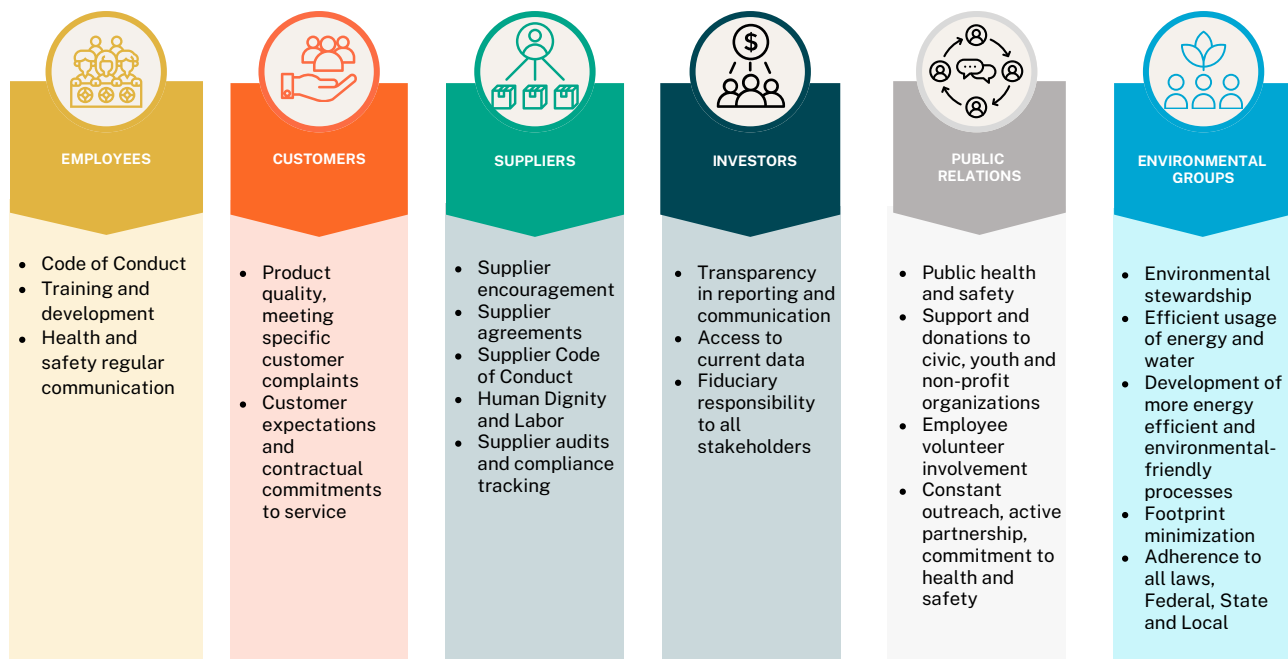 EMPLOYEES
• Code of Conduct
• Training and
development
• Health and
safety regular
communication
CUSTOMERS
• Product
quality,
meeting
specific
customer
complaints
• Customer
expectations
and
contractual
commitments
to service
SUPPLIERS
• Supplier
encouragement
• Supplier
agreements
• Supplier Code
of Conduct
• Human Dignity
and Labor
• Supplier audits
and compliance
tracking
$
INVESTORS
• Transparency
in reporting and
communication
• Access to
current data
• Fiduciary
responsibility
to all
stakeholders
PUBLIC
RELATIONS
• Public health
and safety
• Support and
donations to
civic, youth and
non-profit
organizations
• Employee
volunteer
involvement
• Constant
outreach, active
partnership,
commitment to
health and
safety
ENVIRONMENTAL
GROUPS
• Environmental
stewardship
• Efficient usage
of energy and
water
• Development of
more energy
efficient and
environmental-
friendly
processes
• Footprint
minimization
• Adherence to
all laws,
Federal, State
and Local